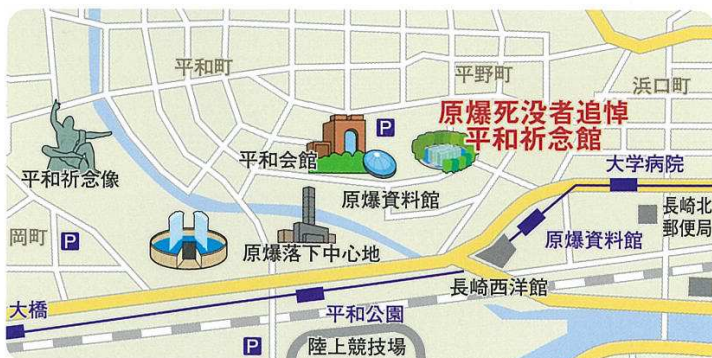 平和町
平野町
浜口町
原爆死没者追悼
平和祈念館
P
平和会館
平和祈念像
大学病院
原爆資料館
長崎北
郵便局
岡町
P
原爆落下中心地
原爆資料館
長崎西洋館
大橋
平和公園
P
陸上競技場